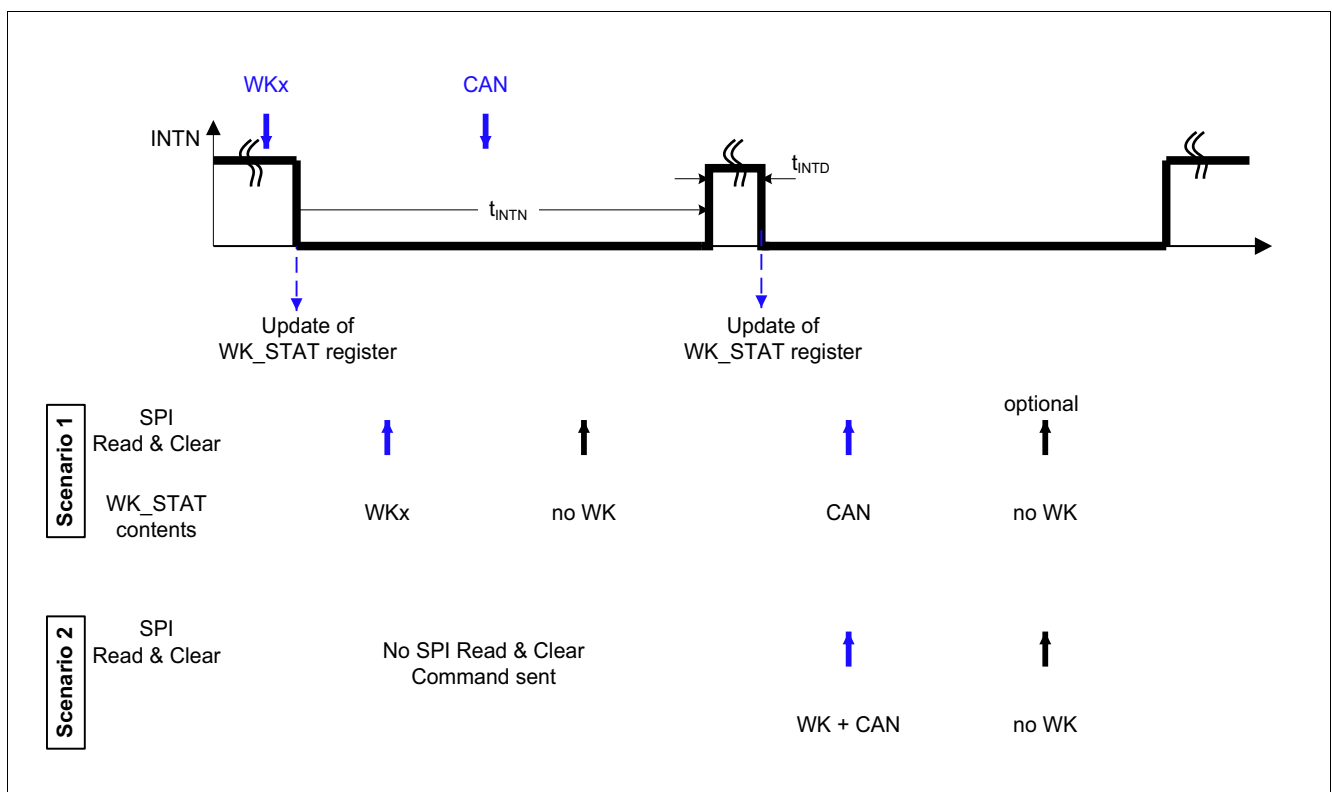 WKx
CAN
INTN
tINTD
tINTN
Update of
WK_STAT register
Update of
WK_STAT register
Scenario 1
SPI
Read & Clear
optional
WK_STAT
contents
WKx
no WK
CAN
no WK
Scenario 2
SPI
Read & Clear
No SPI Read & Clear
Command sent
WK + CAN
no WK